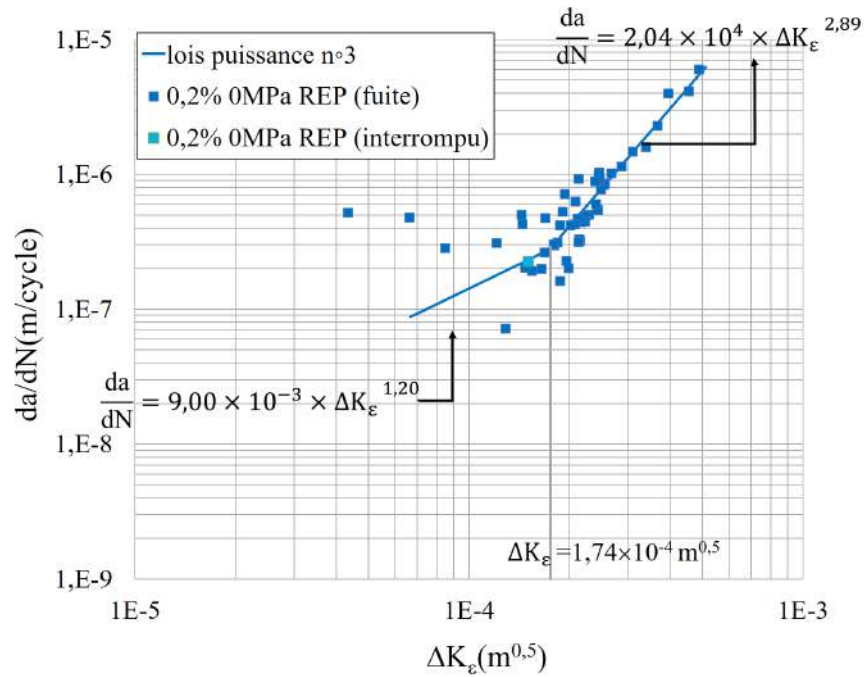 da/dN = 2,04 × 10⁴ × ΔKε^2,89
1,E-5
lois puissance n◦3
0,2% 0MPa REP (fuite)
0,2% 0MPa REP (interrompu)
1,E-6
1,E-7
da/dN = 9,00 × 10⁻³ × ΔKε^1,20
1,E-8
ΔKε =1,74×10⁻⁴ m^0,5
1,E-9
1E-5 1E-4 1E-3
ΔKε(m^0,5)
da/dN(m/cycle)